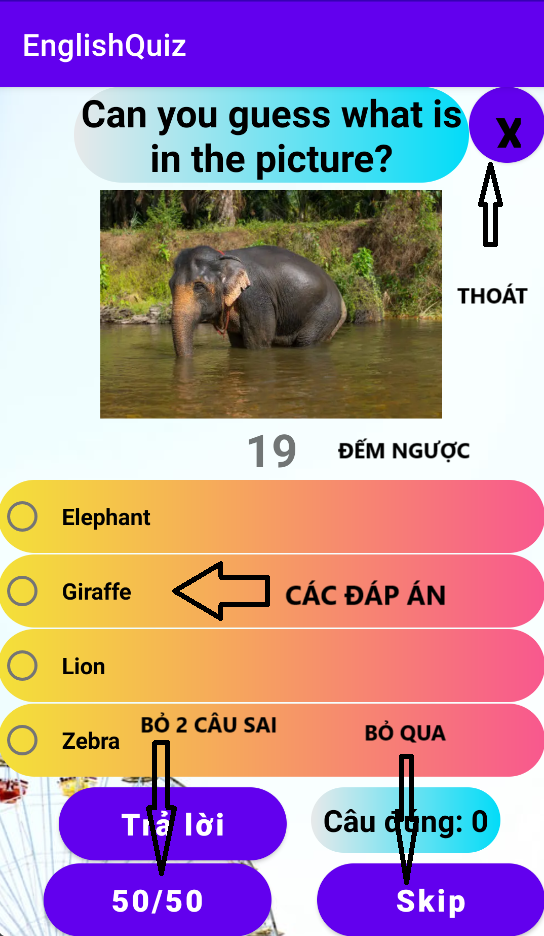 EnglishQuiz
Can you guess what is
in the picture?
X
THOÁT
19
ĐẾM NGƯỢC
Elephant
Giraffe
CÁC ĐÁP ÁN
Lion
Zebra
BỎ 2 CÂU SAI
BỎ QUA
Trả lời
Câu đúng: 0
50/50
Skip